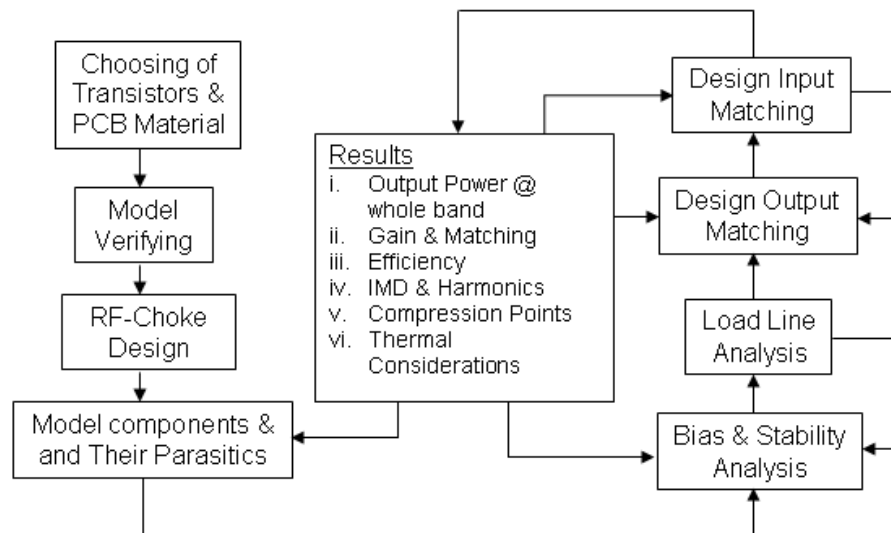 Choosing of
Transistors &
PCB Material
Model
Verifying
RF-Choke
Design
Model components &
and Their Parasitics
Results
i. Output Power @
whole band
ii. Gain & Matching
iii. Efficiency
iv. IMD & Harmonics
v. Compression Points
vi. Thermal
Considerations
Design Input
Matching
Design Output
Matching
Load Line
Analysis
Bias & Stability
Analysis